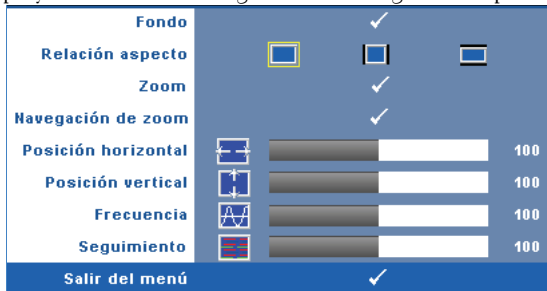 Fondo
Relación aspecto
Zoom
Navegación de zoom
Posición horizontal 100
Posición vertical 100
Frecuencia 100
Seguimiento 100
Salir del menú